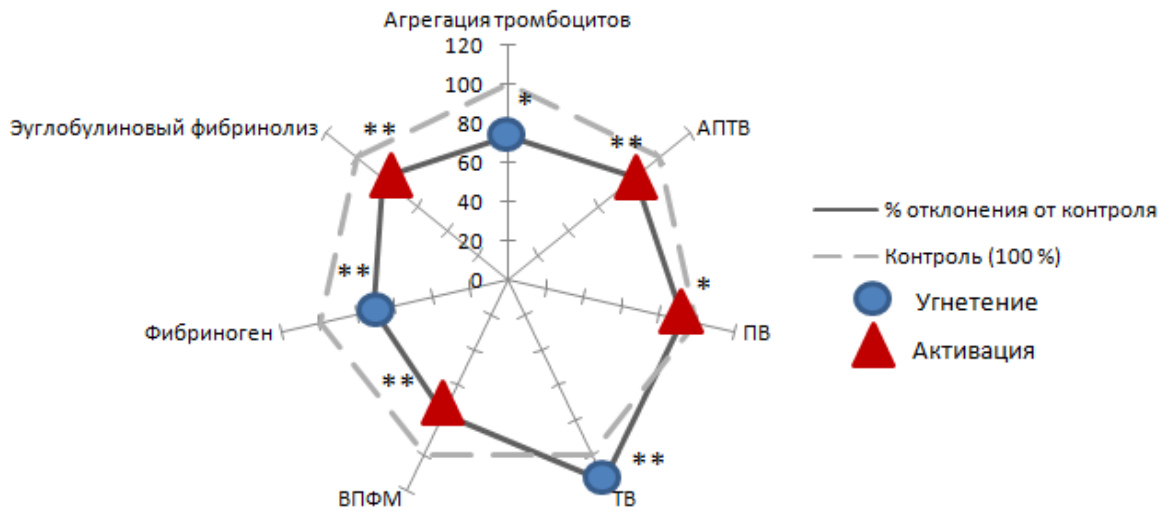 Агрегация тромбоцитов
120
100
80
60
40
20
0
*
**
АПТВ
*
ПВ
**
ТВ
**
ВПФМ
**
Фибриноген
**
Эуглобулиновый фибринолиз
% отклонения от контроля
Контроль (100 %)
Угнетение
Активация